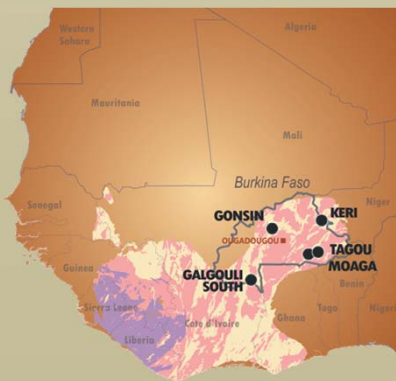 Western
Sahara
Algeria
Mauritania
Mali
Burkina Faso
Senegal
Niger
GONSIN
KERI
OUGADOUGOU
TAGOU
MOAGA
Guinea
GALGOULI
SOUTH
Benin
Sierra Leone
Ghana
Togo
Nigeria
Cote d'Ivoire
Liberia